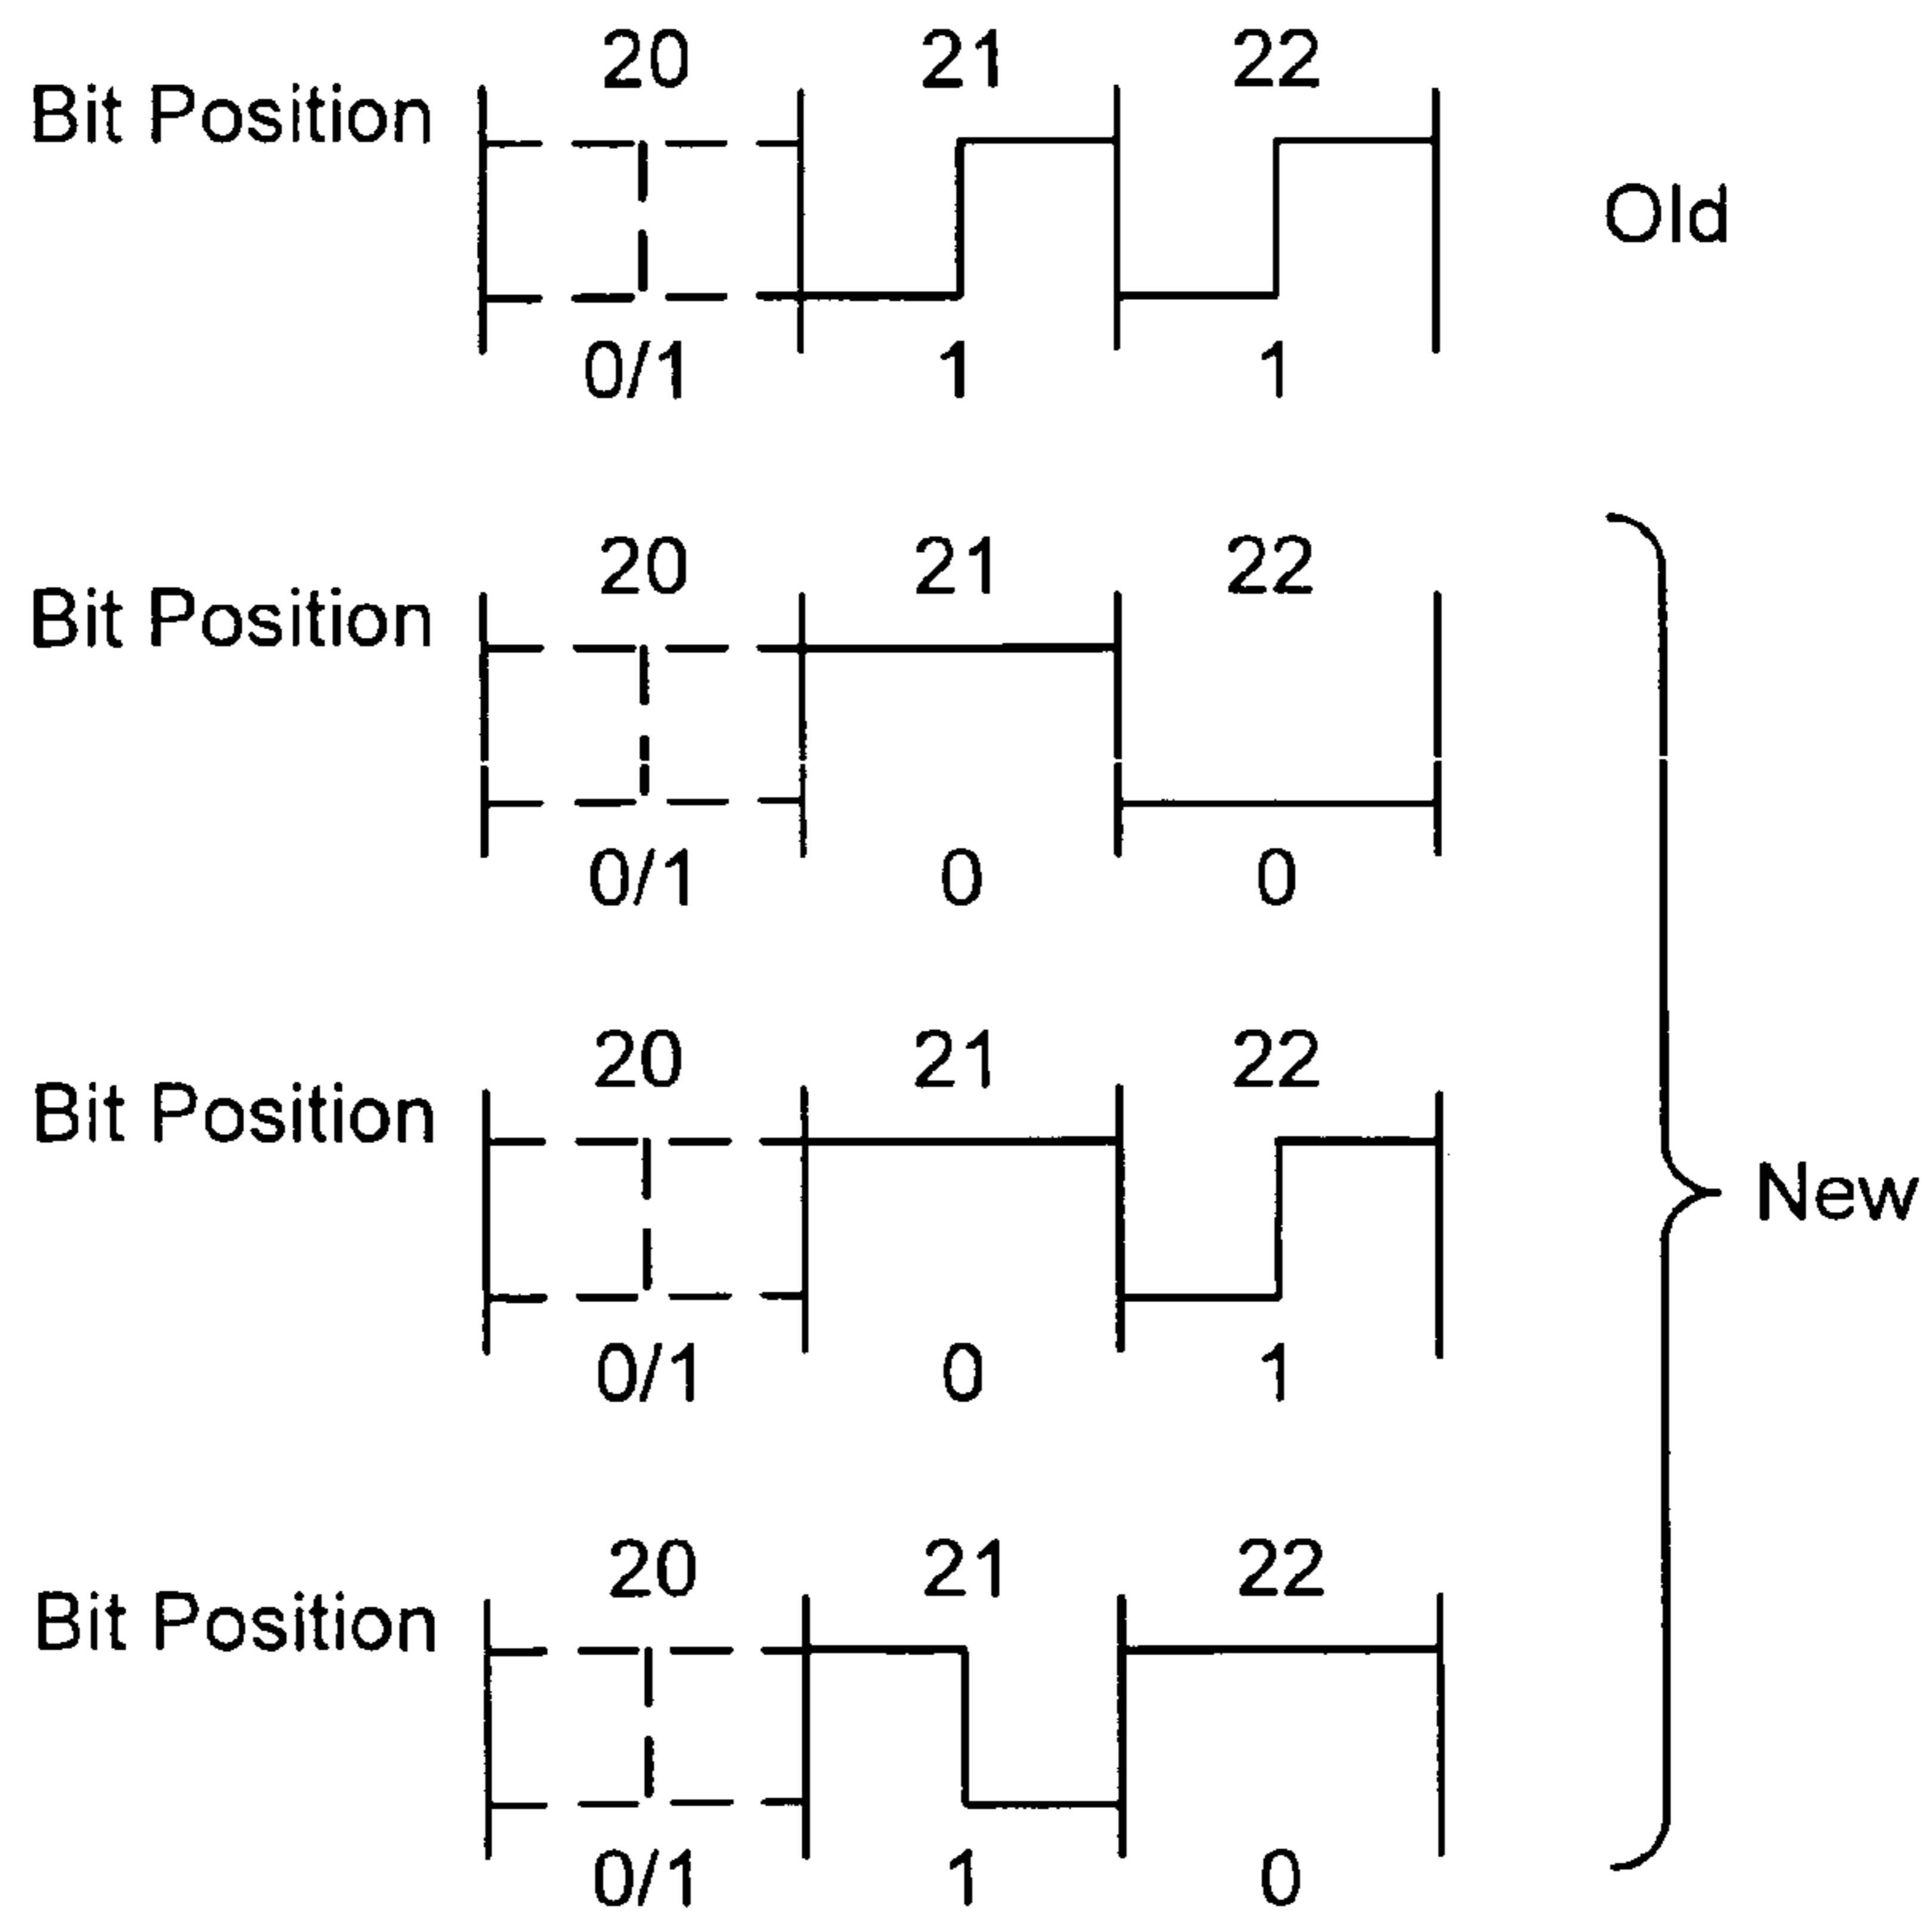 20 21 22
Bit Position
Old
0/1 1 1
20 21 22
Bit Position
0/1 0 0
20 21 22
Bit Position
New
0/1 0 1
20 21 22
Bit Position
0/1 1 0